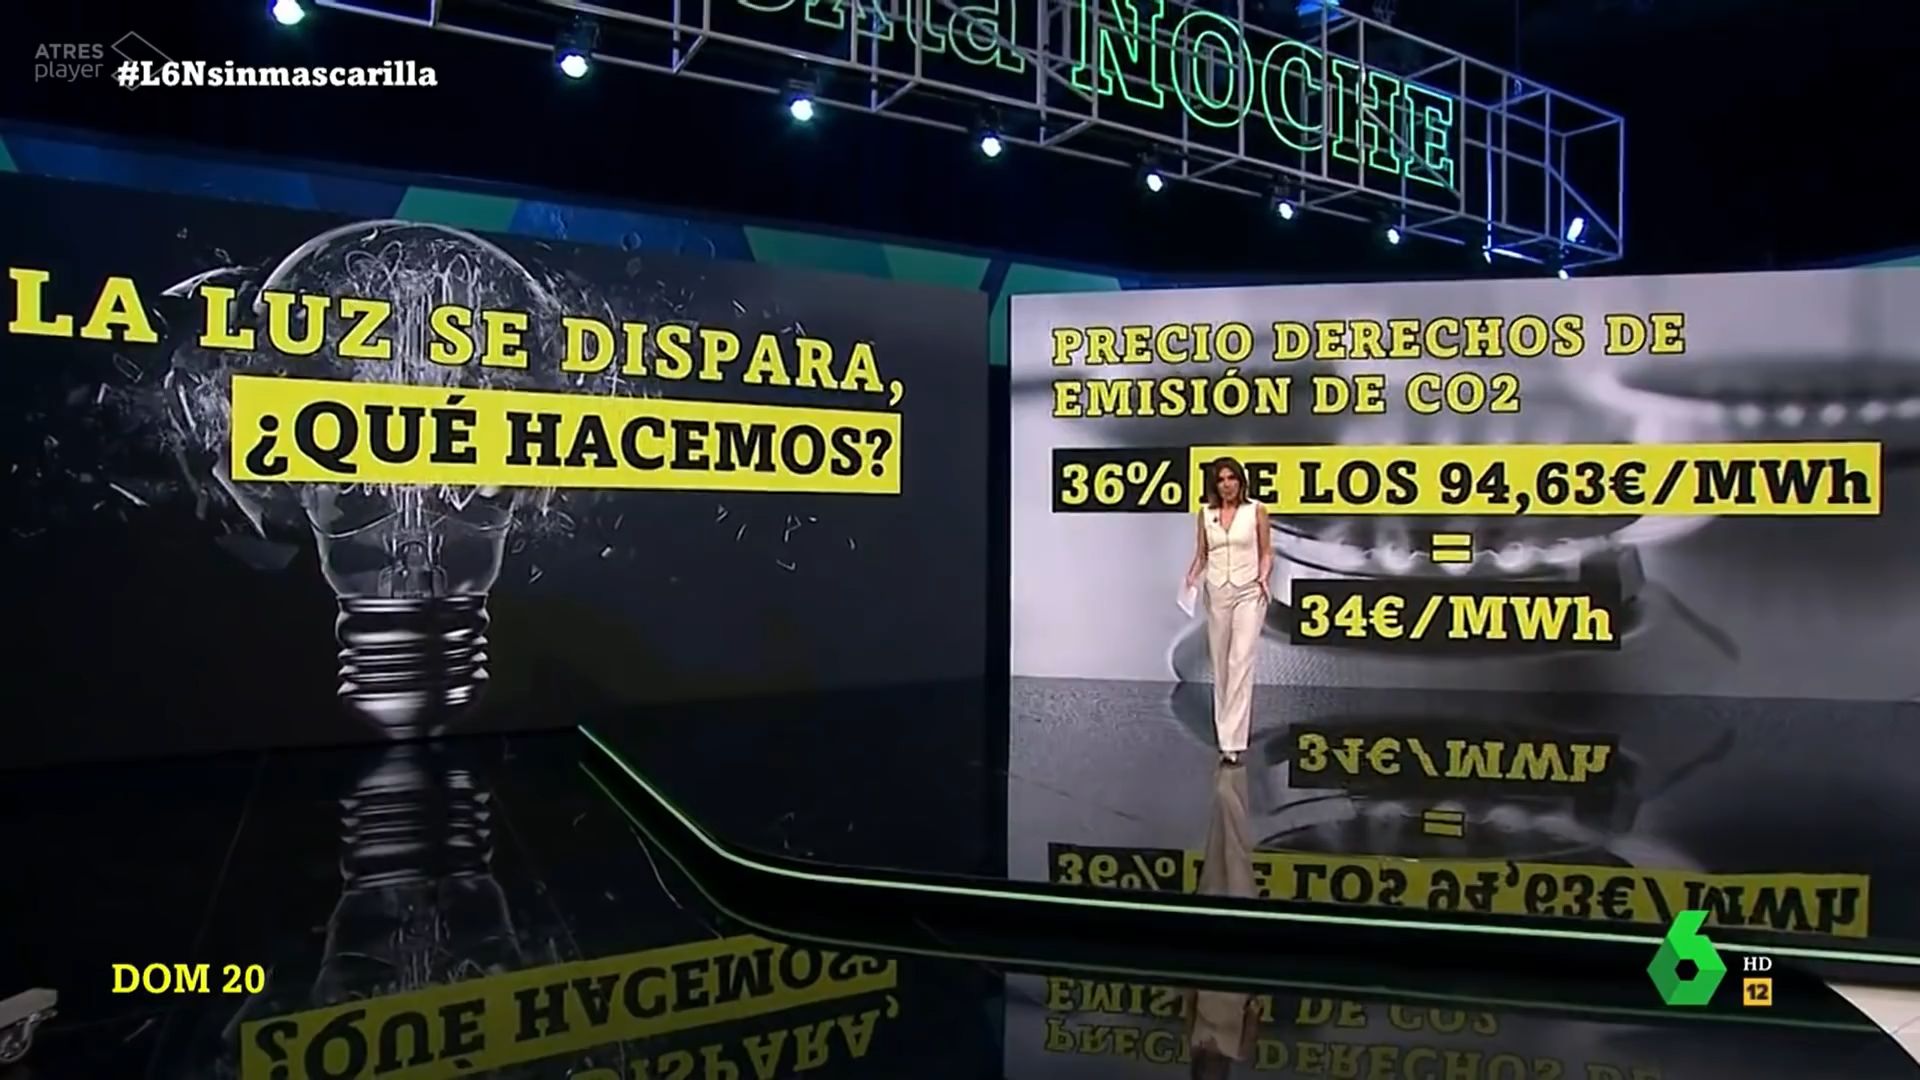 ATRES
player
#L6Nsinmascarilla
NOCHE
LA LUZ SE DISPARA,
¿QUÉ HACEMOS?
PRECIO DERECHOS DE
EMISIÓN DE CO2
36% DE LOS 94,63€/MWh
=
34€/MWh
DOM 20
6
HD
12